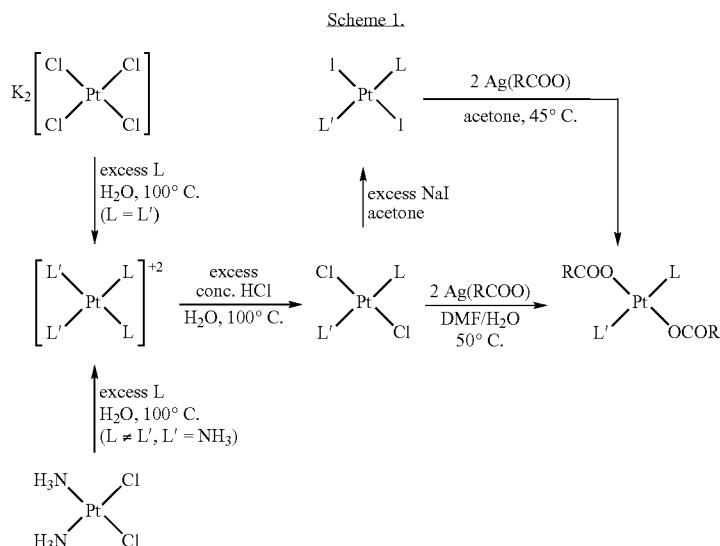 Scheme 1.
K2
Cl Cl
Pt
Cl Cl
excess L
H2O, 100° C.
(L = L′)
I L
Pt
L′ I
2 Ag(RCOO)
acetone, 45° C.
excess NaI
acetone
L′ L +2
Pt
L′ L
excess
conc. HCl
H2O, 100° C.
Cl L
Pt
L′ Cl
2 Ag(RCOO)
DMF/H2O
50° C.
RCOO L
Pt
L′ OCOR
excess L
H2O, 100° C.
(L ≠ L′, L′ = NH3)
H3N Cl
Pt
H3N Cl